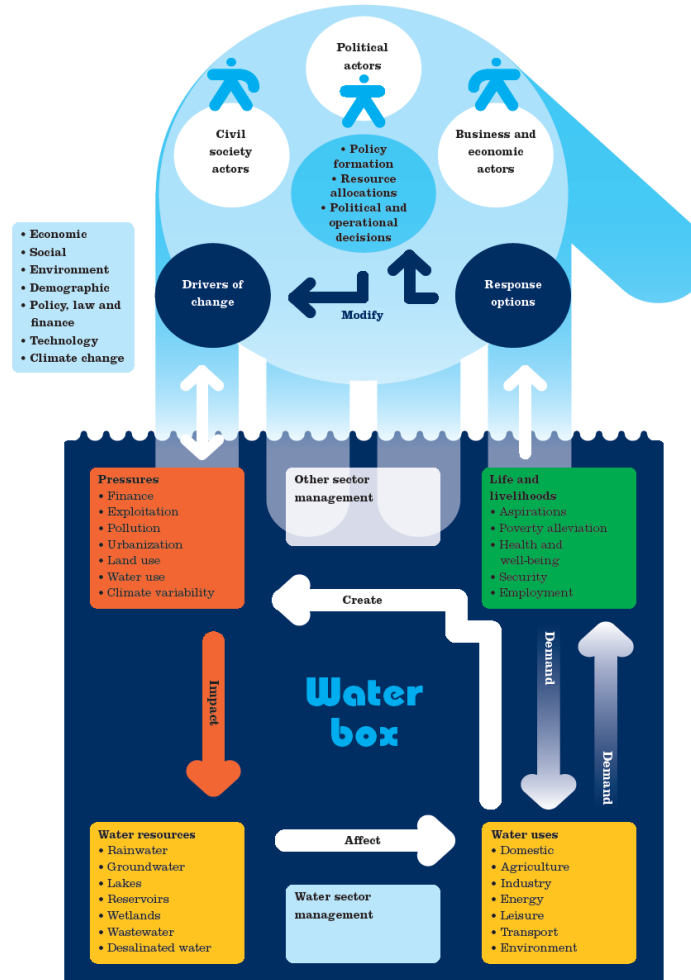 Political
actors
Civil
society
actors
Business and
economic
actors
• Policy
formation
• Resource
allocations
• Political and
operational
decisions
• Economic
• Social
• Environment
• Demographic
• Policy, law and
finance
• Technology
• Climate change
Drivers of
change
Modify
Response
options
Pressures
• Finance
• Exploitation
• Pollution
• Urbanization
• Land use
• Water use
• Climate variability
Other sector
management
Life and
livelihoods
• Aspirations
• Poverty alleviation
• Health and
well-being
• Security
• Employment
Create
Impact
Water
box
Demand
Demand
Water resources
• Rainwater
• Groundwater
• Lakes
• Reservoirs
• Wetlands
• Wastewater
• Desalinated water
Affect
Water sector
management
Water uses
• Domestic
• Agriculture
• Industry
• Energy
• Leisure
• Transport
• Environment